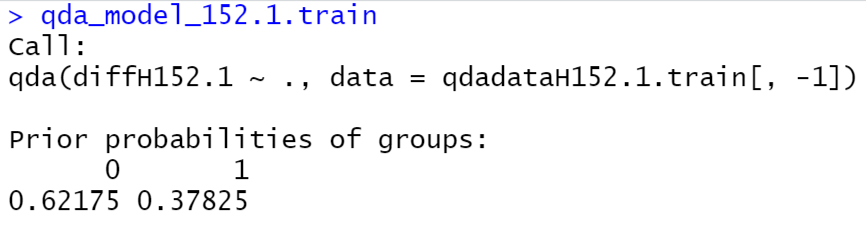 > qda_model_152.1.train
Call:
qda(diffH152.1 ~ ., data = qdadataH152.1.train[, -1])

Prior probabilities of groups:
      0       1
0.62175 0.37825